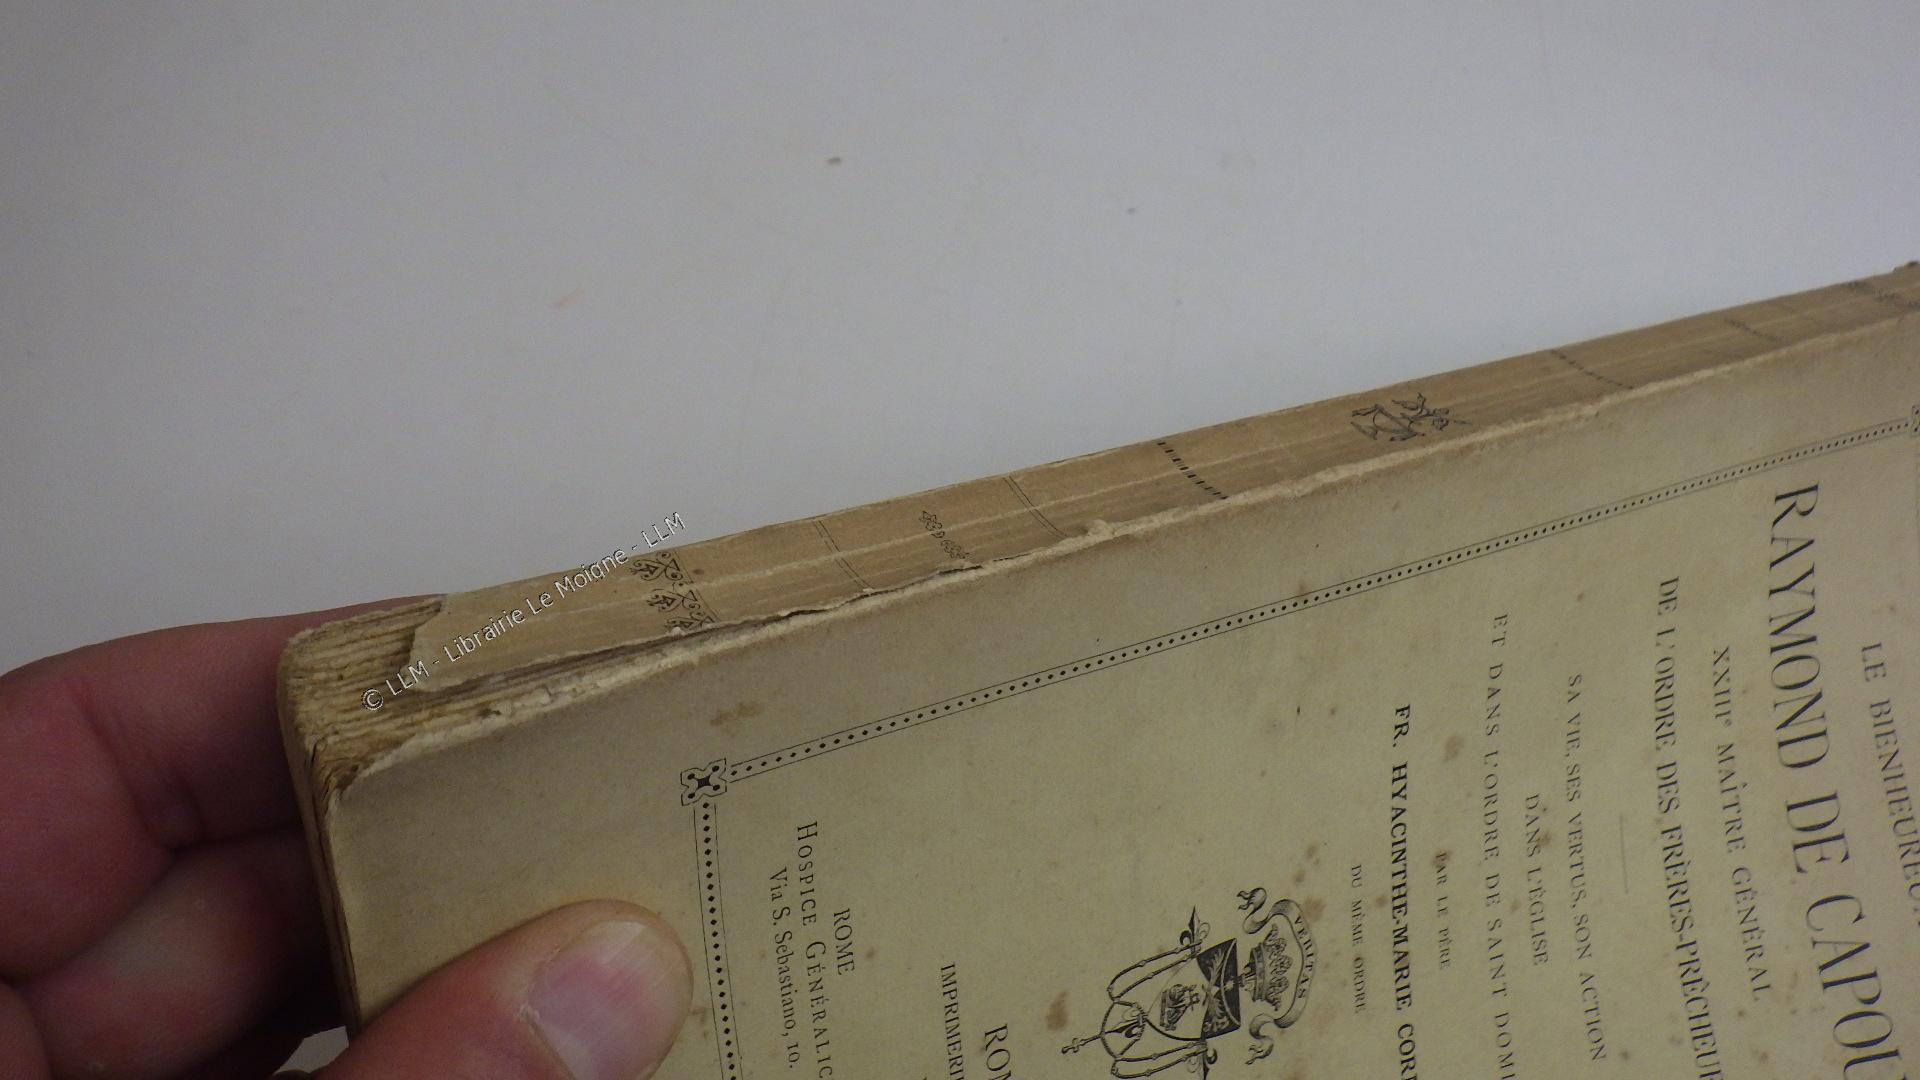 LE BIENHEUREUX
RAYMOND DE CAPOU
XXIIIe MAÎTRE GÉNÉRAL
DE L'ORDRE DES FRÈRES-PRÊCHEUR
SA VIE, SES VERTUS, SON ACTION
DANS L'ÉGLISE
ET DANS L'ORDRE DE SAINT DOMI
PAR LE PÈRE
FR. HYACINTHE-MARIE COR
DU MÊME ORDRE
VERITAS
ROM
IMPRIMERI
ROME
HOSPICE GÉNÉRALIC
Via S. Sebastiano, 10.
© LLM - Librairie Le Moigne - LLM